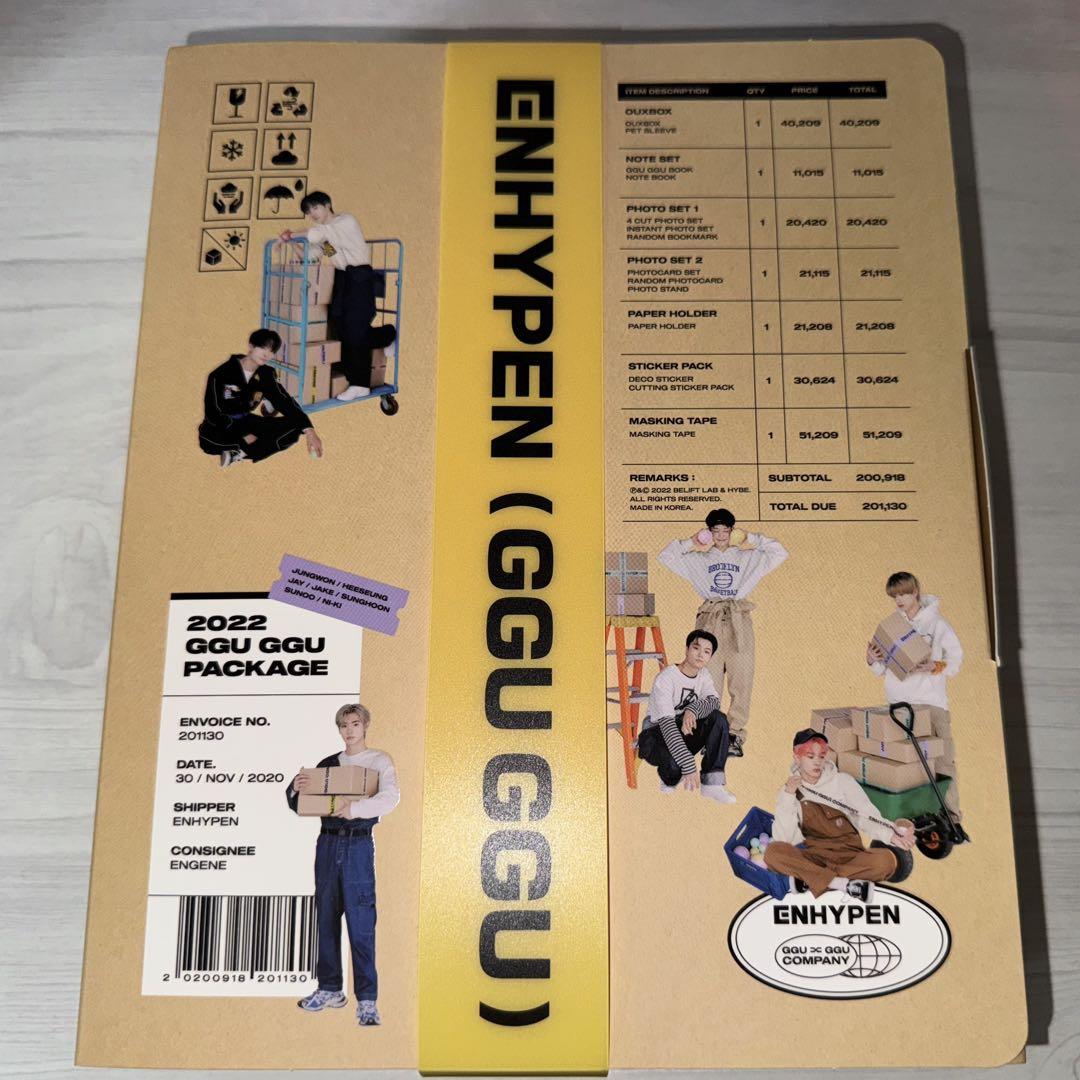 ENHYPEN (GGU GGU)
ITEM DESCRIPTION QTY PRICE TOTAL
OUXBOX
OUXBOX
PET SLEEVE
1 40,209 40,209
NOTE SET
GGU GGU BOOK
NOTE BOOK
1 11,015 11,015
PHOTO SET 1
4 CUT PHOTO SET
INSTANT PHOTO SET
RANDOM BOOKMARK
1 20,420 20,420
PHOTO SET 2
PHOTOCARD SET
RANDOM PHOTOCARD
PHOTO STAND
1 21,115 21,115
PAPER HOLDER
PAPER HOLDER
1 21,208 21,208
STICKER PACK
DECO STICKER
CUTTING STICKER PACK
1 30,624 30,624
MASKING TAPE
MASKING TAPE
1 51,209 51,209
REMARKS :
℗&© 2022 BELIFT LAB & HYBE.
ALL RIGHTS RESERVED.
MADE IN KOREA.
SUBTOTAL 200,918
TOTAL DUE 201,130
JUNGWON / HEESEUNG
JAY / JAKE / SUNGHOON
SUNOO / NI-KI
2022
GGU GGU
PACKAGE
ENVOICE NO.
201130
DATE.
30 / NOV / 2020
SHIPPER
ENHYPEN
CONSIGNEE
ENGENE
2 0200918 201130
BROOKLYN
BASKETBALL
ENHYPEN
GGU GGU
COMPANY